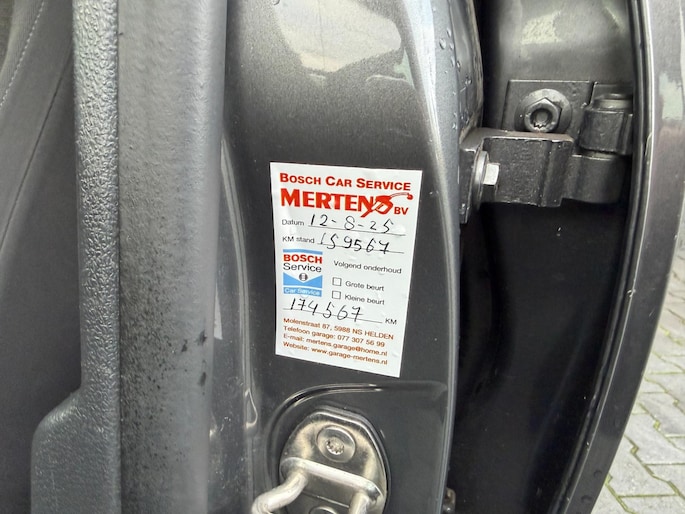 BOSCH CAR SERVICE
MERTENS BV
Datum 12-8-25
KM stand 159567
BOSCH
Service
Car Service
Volgend onderhoud
Grote beurt
Kleine beurt
174567 KM
Molenstraat 87, 5988 NS HELDEN
Telefoon garage: 077 307 56 99
E-mail: mertens.garage@home.nl
Website: www.garage-mertens.nl